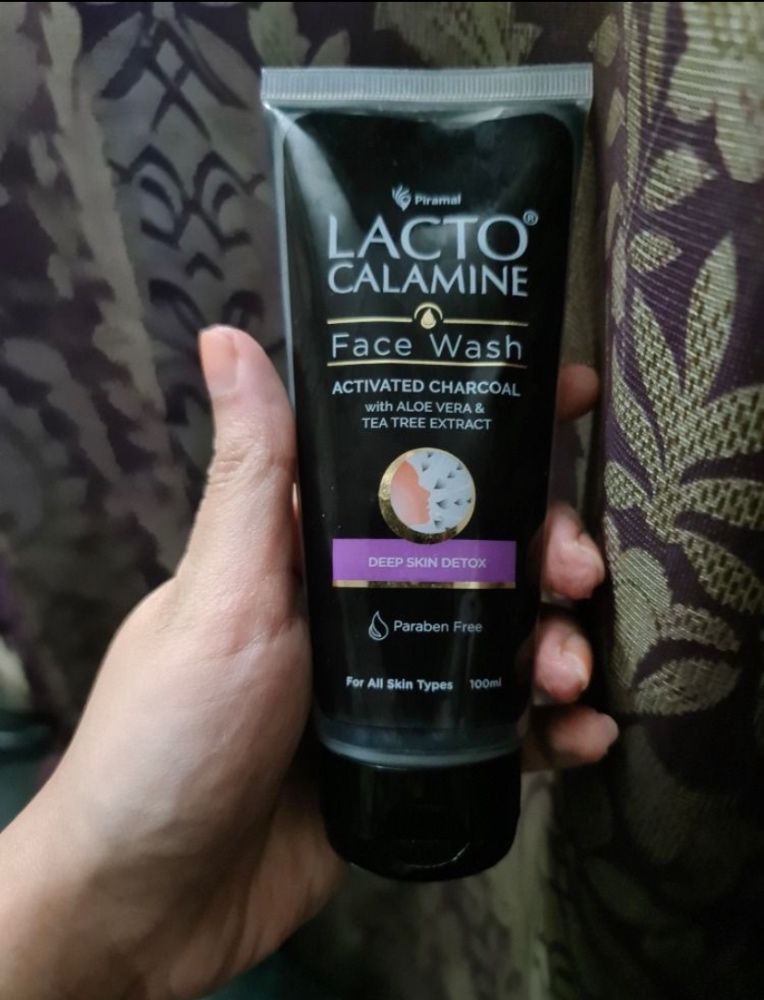 Piramal
LACTO®
CALAMINE
Face Wash
ACTIVATED CHARCOAL
with ALOE VERA &
TEA TREE EXTRACT
DEEP SKIN DETOX
Paraben Free
For All Skin Types 100ml